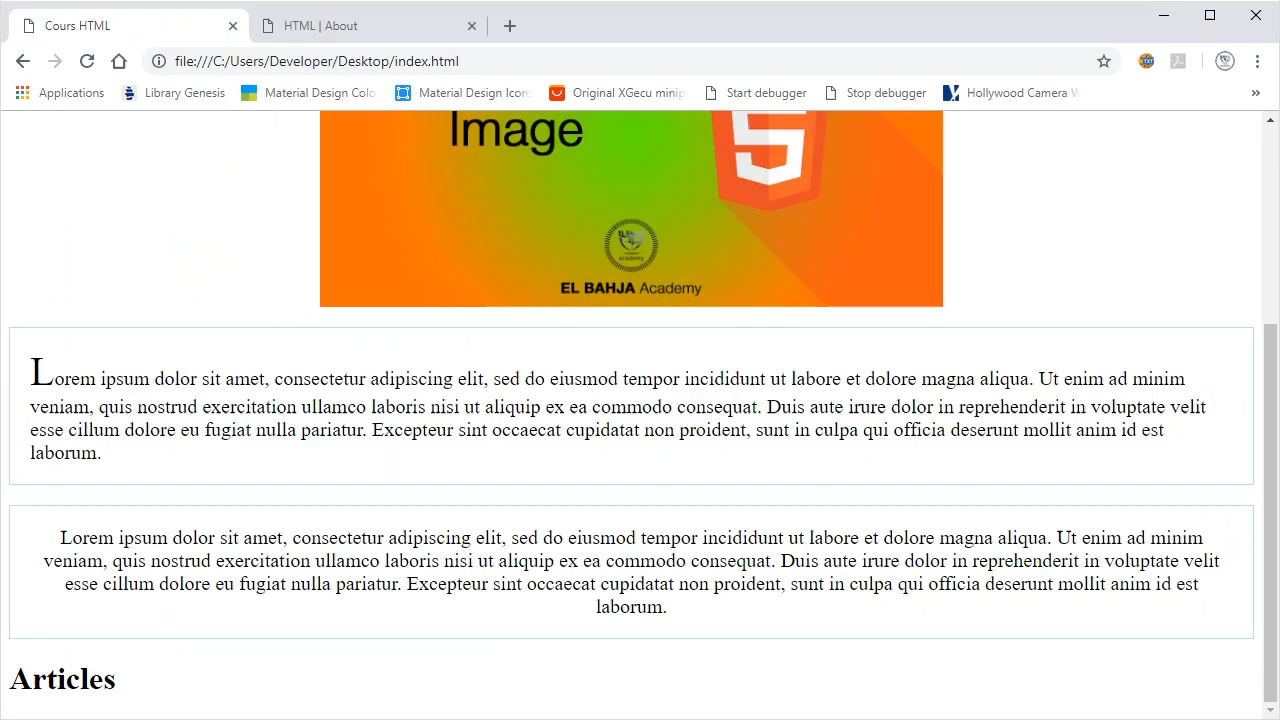 Cours HTML
HTML | About
file:///C:/Users/Developer/Desktop/index.html
Applications
Library Genesis
Material Design Colo
Material Design Icon
Original XGecu minip
Start debugger
Stop debugger
Hollywood Camera W
Image
5
EL BAHJA Academy
Lorem ipsum dolor sit amet, consectetur adipiscing elit, sed do eiusmod tempor incididunt ut labore et dolore magna aliqua. Ut enim ad minim
veniam, quis nostrud exercitation ullamco laboris nisi ut aliquip ex ea commodo consequat. Duis aute irure dolor in reprehenderit in voluptate velit
esse cillum dolore eu fugiat nulla pariatur. Excepteur sint occaecat cupidatat non proident, sunt in culpa qui officia deserunt mollit anim id est
laborum.
Lorem ipsum dolor sit amet, consectetur adipiscing elit, sed do eiusmod tempor incididunt ut labore et dolore magna aliqua. Ut enim ad minim
veniam, quis nostrud exercitation ullamco laboris nisi ut aliquip ex ea commodo consequat. Duis aute irure dolor in reprehenderit in voluptate velit
esse cillum dolore eu fugiat nulla pariatur. Excepteur sint occaecat cupidatat non proident, sunt in culpa qui officia deserunt mollit anim id est
laborum.
Articles